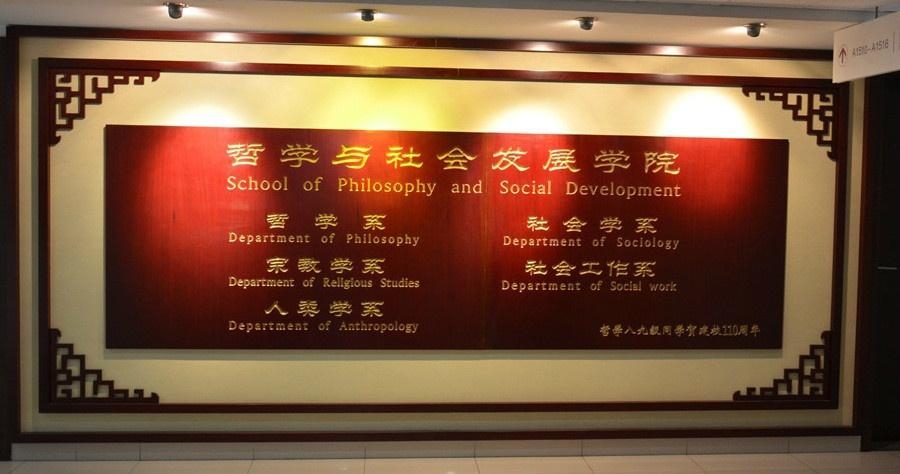 A1510-A1516
哲学与社会发展学院
School of Philosophy and Social Development
哲学系
Department of Philosophy
宗教学系
Department of Religious Studies
人类学系
Department of Anthropology
社会学系
Department of Sociology
社会工作系
Department of Social work
哲学八九级同学贺建校110周年